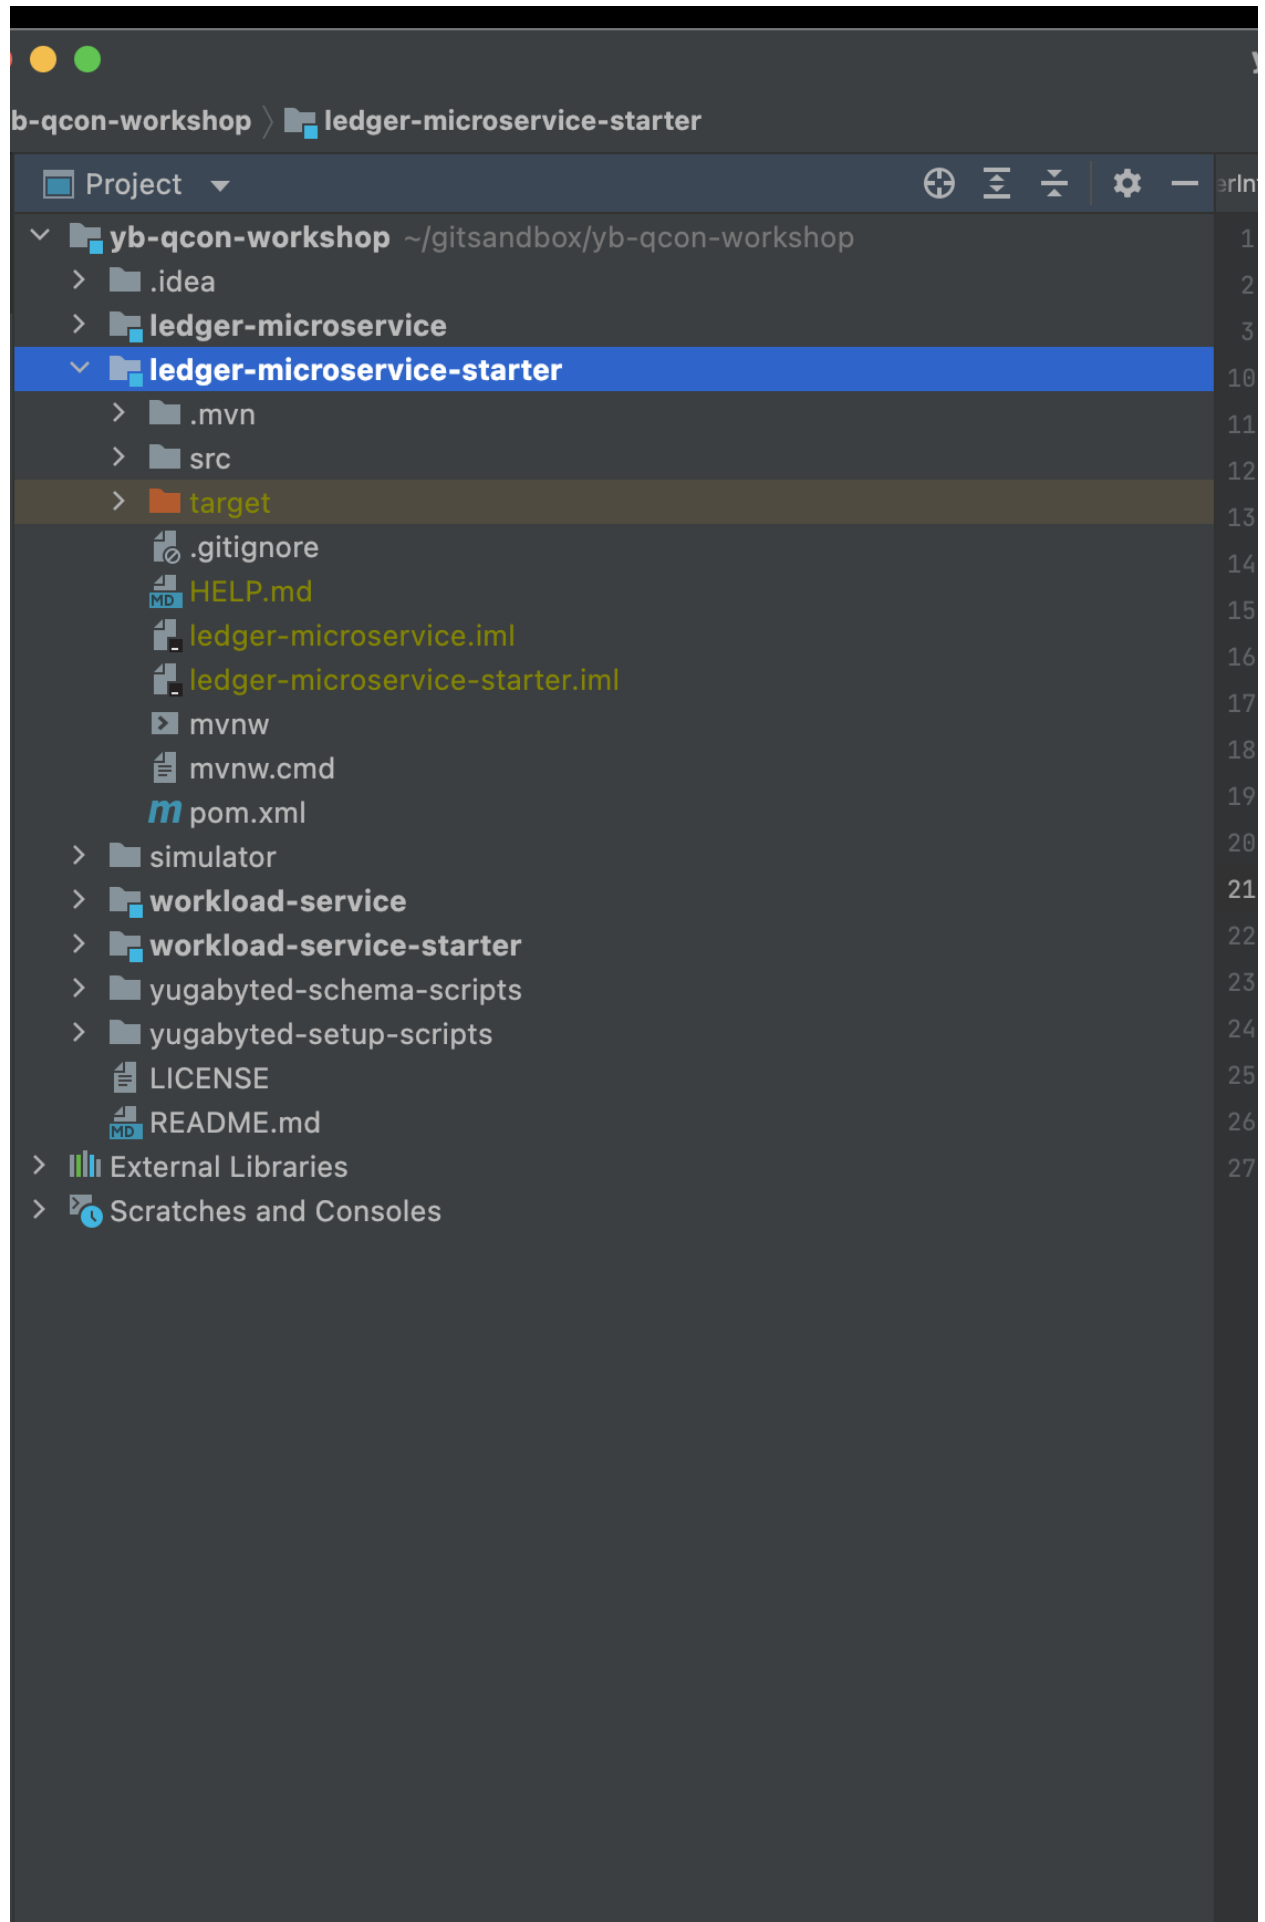 b-qcon-workshop ledger-microservice-starter
Project
yb-qcon-workshop ~/gitsandbox/yb-qcon-workshop
.idea
ledger-microservice
ledger-microservice-starter
.mvn
src
target
.gitignore
MD HELP.md
ledger-microservice.iml
ledger-microservice-starter.iml
mvnw
mvnw.cmd
m pom.xml
simulator
workload-service
workload-service-starter
yugabyted-schema-scripts
yugabyted-setup-scripts
LICENSE
MD README.md
External Libraries
Scratches and Consoles
1
2
3
10
11
12
13
14
15
16
17
18
19
20
21
22
23
24
25
26
27